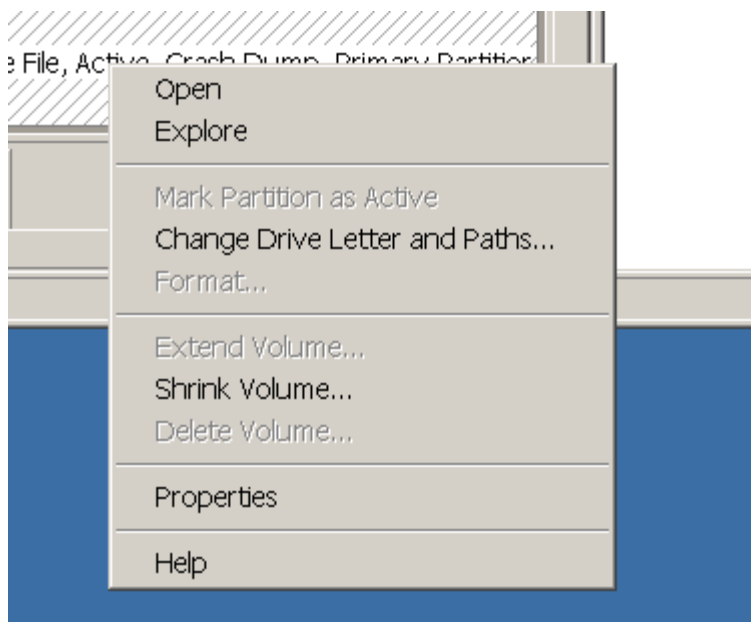 e File, Active, Crash Dump, Primary Partition
Open
Explore
Mark Partition as Active
Change Drive Letter and Paths...
Format...
Extend Volume...
Shrink Volume...
Delete Volume...
Properties
Help